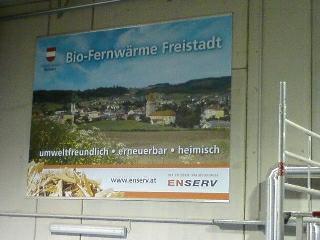 Bio-Fernwärme Freistadt
umweltfreundlich • erneuerbar • heimisch
www.enserv.at
ENSERV